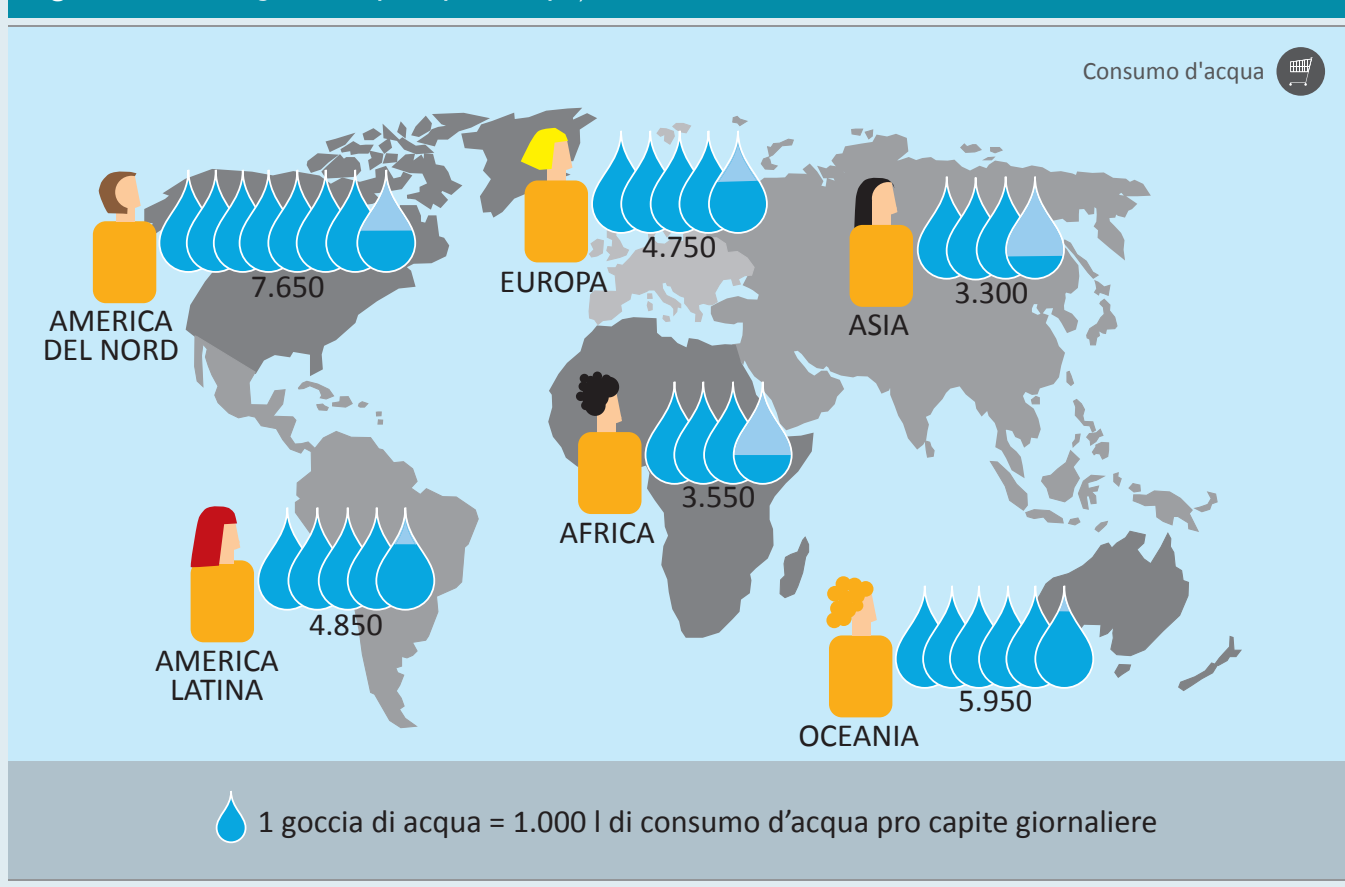 Consumo d'acqua
7.650
AMERICA
DEL NORD
4.750
EUROPA
3.300
ASIA
3.550
AFRICA
4.850
AMERICA
LATINA
5.950
OCEANIA
1 goccia di acqua = 1.000 l di consumo d’acqua pro capite giornaliere